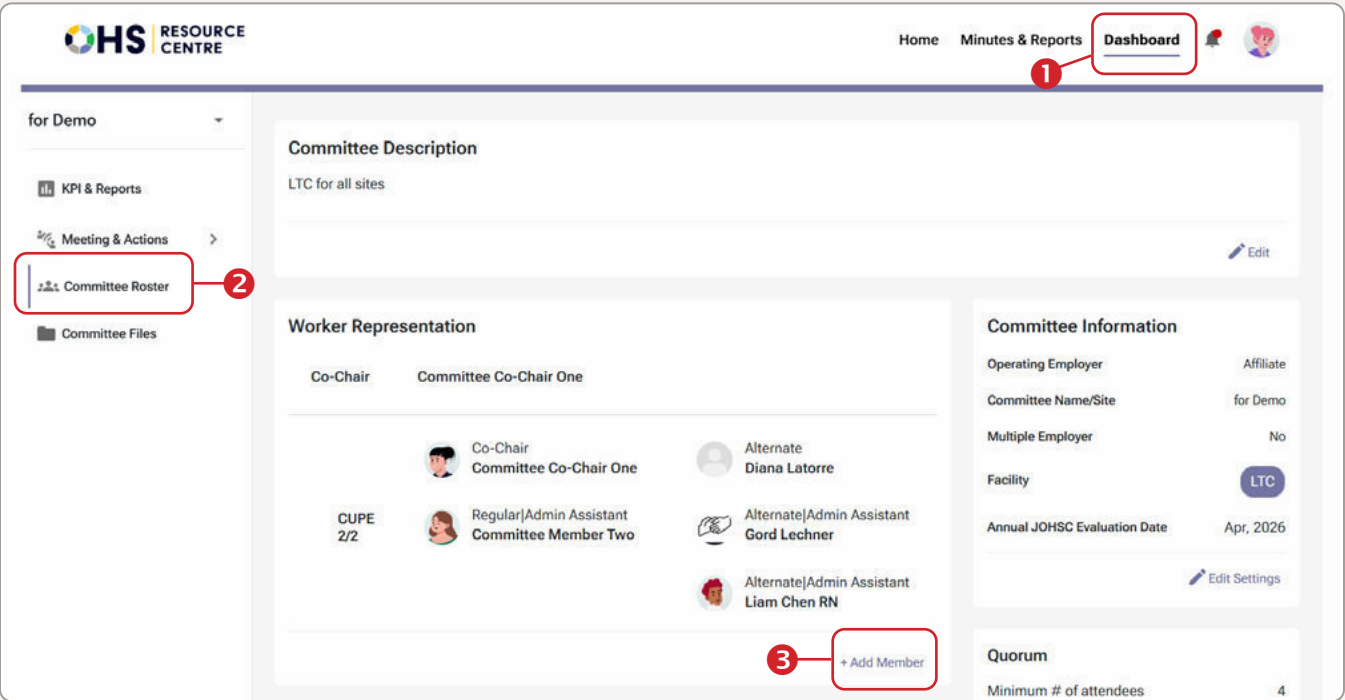 OHS RESOURCE CENTRE
Home Minutes & Reports Dashboard
1
for Demo
KPI & Reports
Meeting & Actions
Committee Roster
2
Committee Files
Committee Description
LTC for all sites
Edit
Worker Representation
Co-Chair Committee Co-Chair One
CUPE
2/2
Co-Chair
Committee Co-Chair One
Alternate
Diana Latorre
Regular|Admin Assistant
Committee Member Two
Alternate|Admin Assistant
Gord Lechner
Alternate|Admin Assistant
Liam Chen RN
3
+ Add Member
Committee Information
Operating Employer Affiliate
Committee Name/Site for Demo
Multiple Employer No
Facility LTC
Annual JOHSC Evaluation Date Apr, 2026
Edit Settings
Quorum
Minimum # of attendees 4